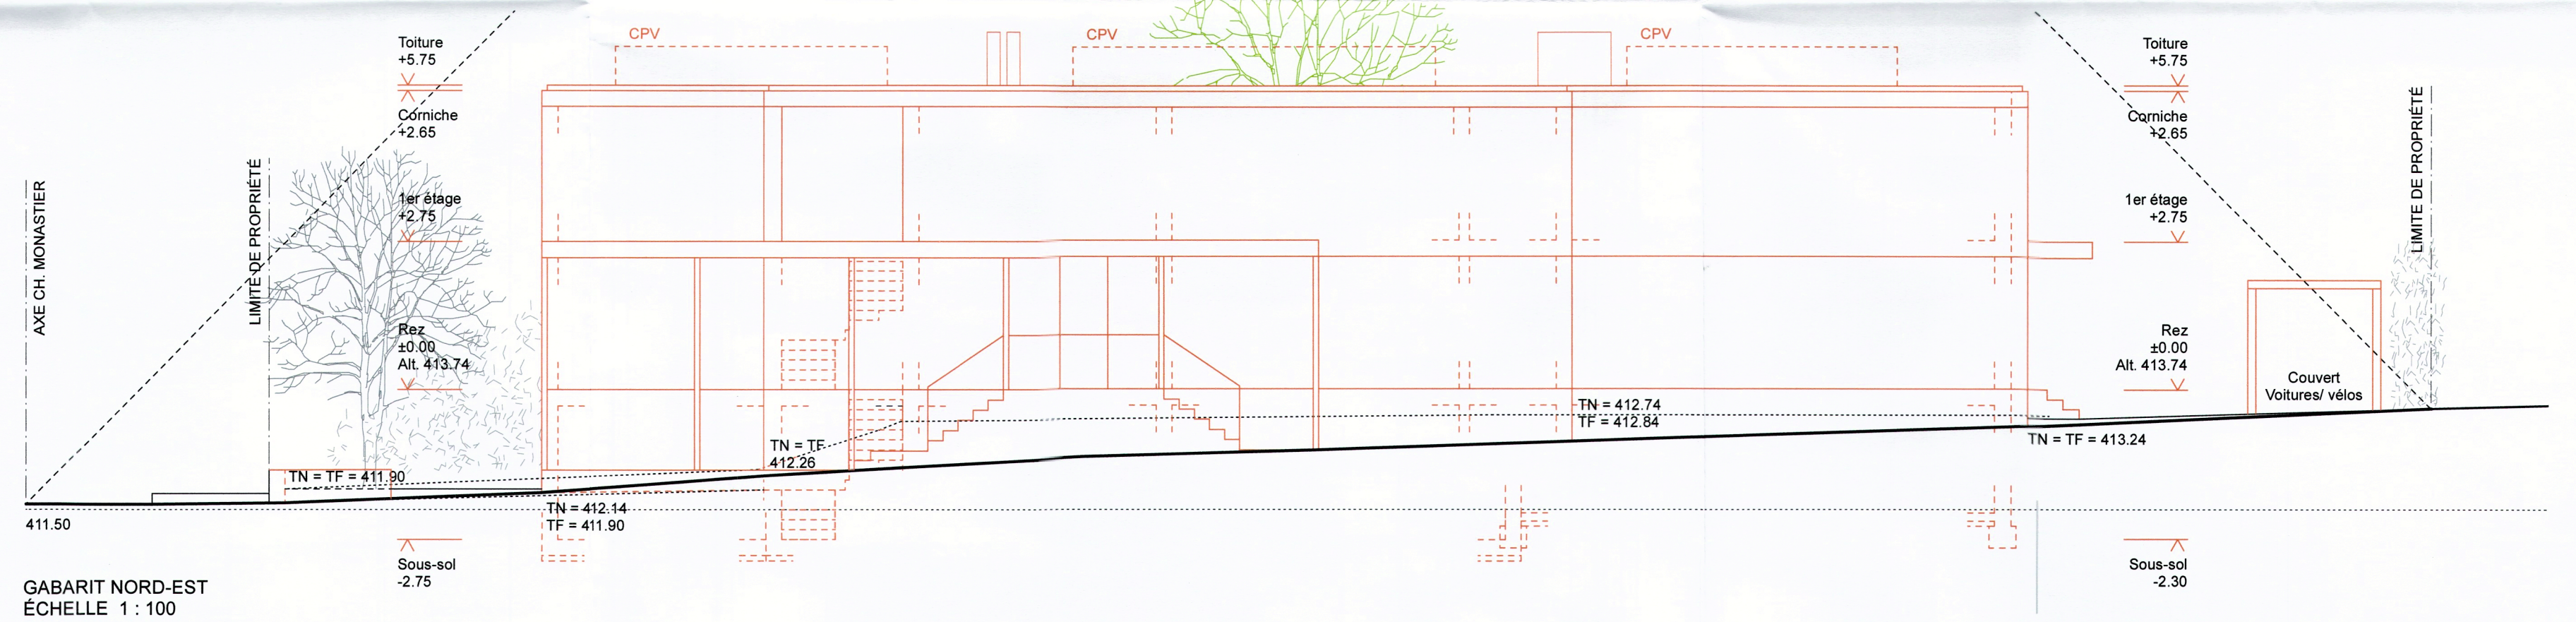 CPV
CPV
CPV
Toiture
+5.75
Corniche
+2.65
1er étage
+2.75
Rez
±0.00
Alt. 413.74
Sous-sol
-2.75
AXE CH. MONASTIER
LIMITE DE PROPRIÉTÉ
TN = TF = 411.90
411.50
TN = 412.14
TF = 411.90
TN = TF
412.26
TN = 412.74
TF = 412.84
TN = TF = 413.24
Toiture
+5.75
Corniche
+2.65
1er étage
+2.75
Rez
±0.00
Alt. 413.74
Sous-sol
-2.30
Couvert
Voitures/ vélos
LIMITE DE PROPRIÉTÉ
GABARIT NORD-EST
ÉCHELLE 1 : 100